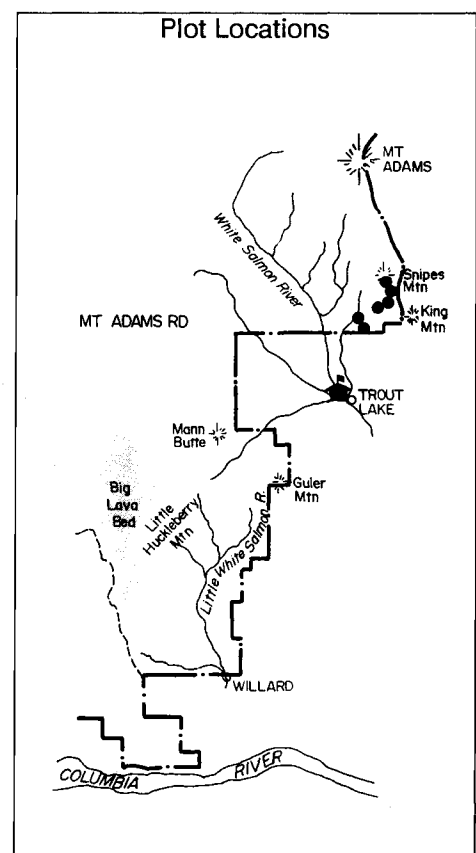 Plot Locations
MT
ADAMS
White Salmon River
Snipes
Mtn
King
Mtn
MT ADAMS RD
TROUT
LAKE
Mann
Butte
Guler
Mtn
Big
Lava
Bed
Little
Huckleberry
Mtn
Little White Salmon R.
WILLARD
COLUMBIA RIVER